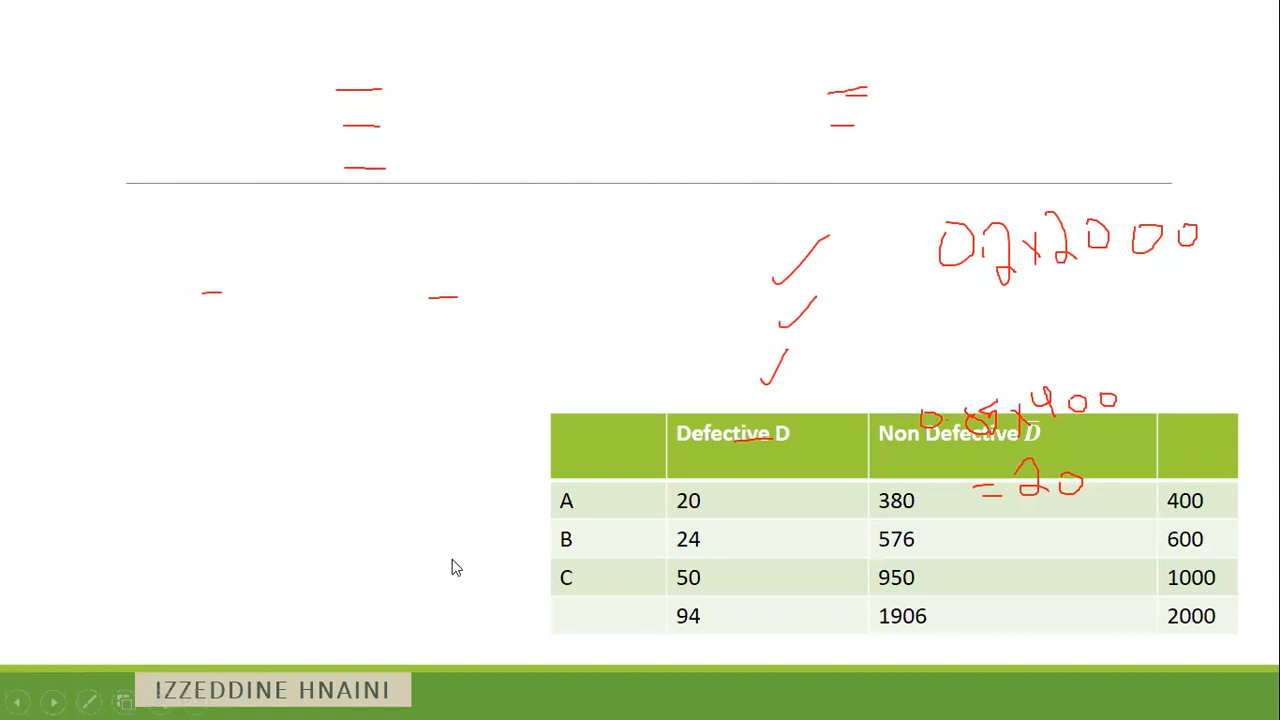 0.2x2000
0.05x400
= 20
Defective D Non Defective D̅
A 20 380 400
B 24 576 600
C 50 950 1000
94 1906 2000
IZZEDDINE HNAINI